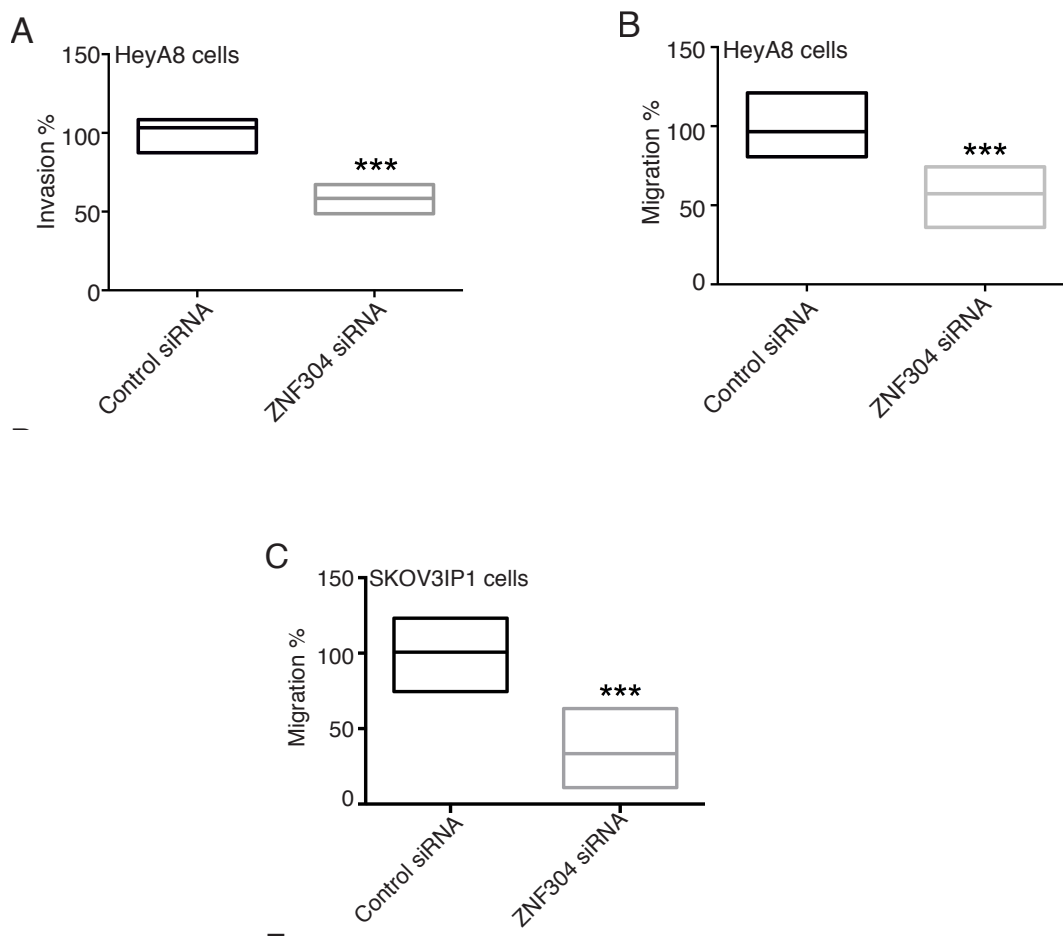 A
HeyA8 cells
150
100
50
0
Invasion %
***
Control siRNA
ZNF304 siRNA
B
HeyA8 cells
150
100
50
0
Migration %
***
Control siRNA
ZNF304 siRNA
C
SKOV3IP1 cells
150
100
50
0
Migration %
***
Control siRNA
ZNF304 siRNA